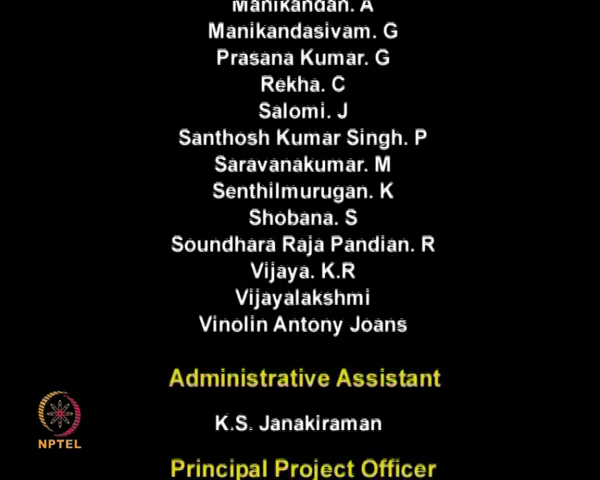 Manikandan. A
Manikandasivam. G
Prasana Kumar. G
Rekha. C
Salomi. J
Santhosh Kumar Singh. P
Saravanakumar. M
Senthilmurugan. K
Shobana. S
Soundhara Raja Pandian. R
Vijaya. K.R
Vijayalakshmi
Vinolin Antony Joans
Administrative Assistant
K.S. Janakiraman
NPTEL
Principal Project Officer